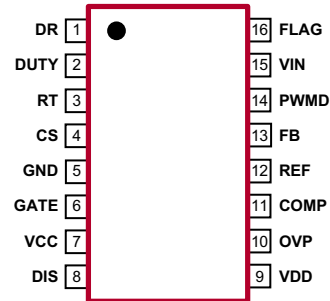 DR 1 16 FLAG
DUTY 2 15 VIN
RT 3 14 PWMD
CS 4 13 FB
GND 5 12 REF
GATE 6 11 COMP
VCC 7 10 OVP
DIS 8 9 VDD